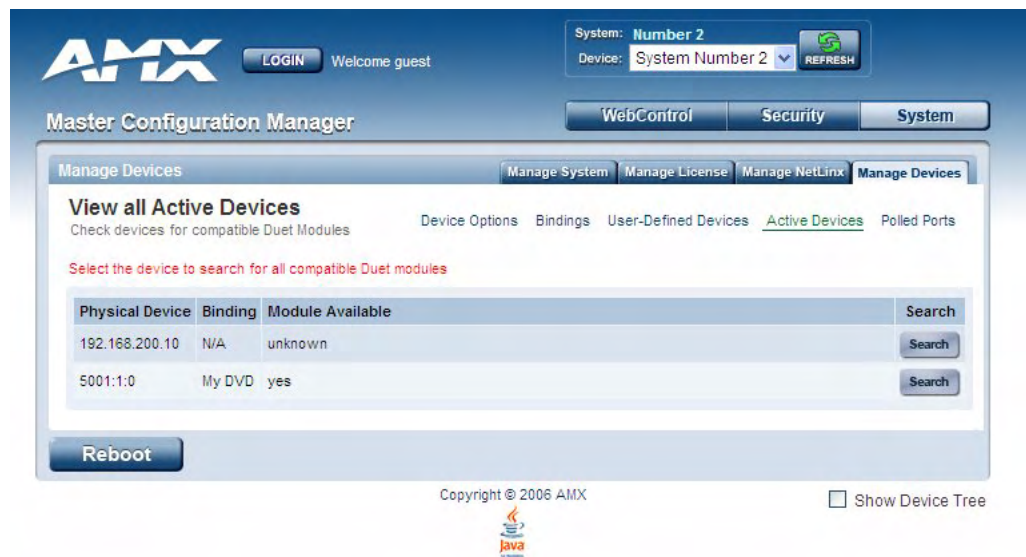 AMX LOGIN Welcome guest
System: Number 2
Device: System Number 2 REFRESH
Master Configuration Manager
WebControl Security System
Manage Devices
Manage System Manage License Manage NetLinx Manage Devices
View all Active Devices
Check devices for compatible Duet Modules
Device Options Bindings User-Defined Devices Active Devices Polled Ports
Select the device to search for all compatible Duet modules
Physical Device Binding Module Available Search
192.168.200.10 N/A unknown Search
5001:1:0 My DVD yes Search
Reboot
Copyright © 2006 AMX
Show Device Tree
Java